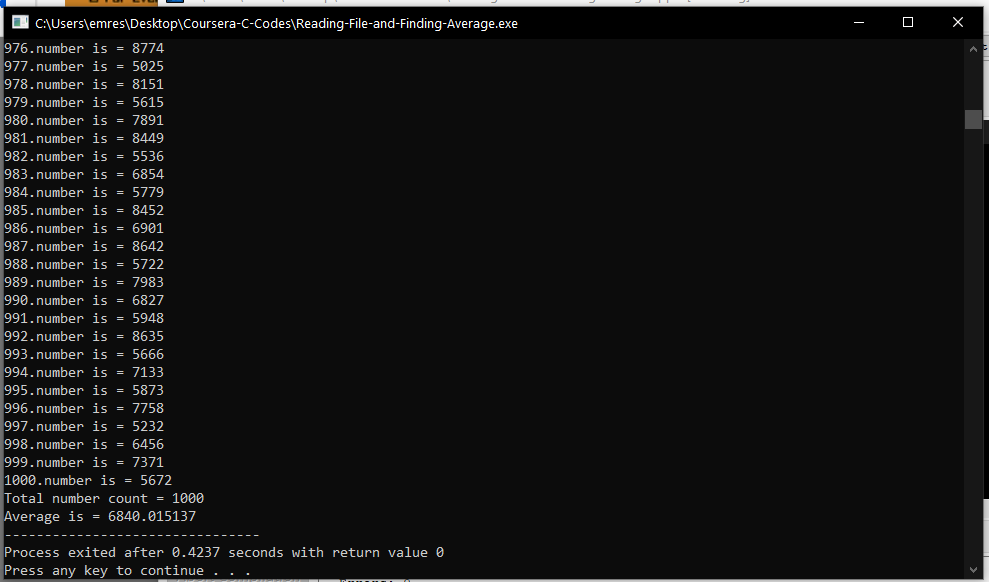 C:\Users\emres\Desktop\Coursera-C-Codes\Reading-File-and-Finding-Average.exe
976.number is = 8774
977.number is = 5025
978.number is = 8151
979.number is = 5615
980.number is = 7891
981.number is = 8449
982.number is = 5536
983.number is = 6854
984.number is = 5779
985.number is = 8452
986.number is = 6901
987.number is = 8642
988.number is = 5722
989.number is = 7983
990.number is = 6827
991.number is = 5948
992.number is = 8635
993.number is = 5666
994.number is = 7133
995.number is = 5873
996.number is = 7758
997.number is = 5232
998.number is = 6456
999.number is = 7371
1000.number is = 5672
Total number count = 1000
Average is = 6840.015137
--------------------------------
Process exited after 0.4237 seconds with return value 0
Press any key to continue . . .